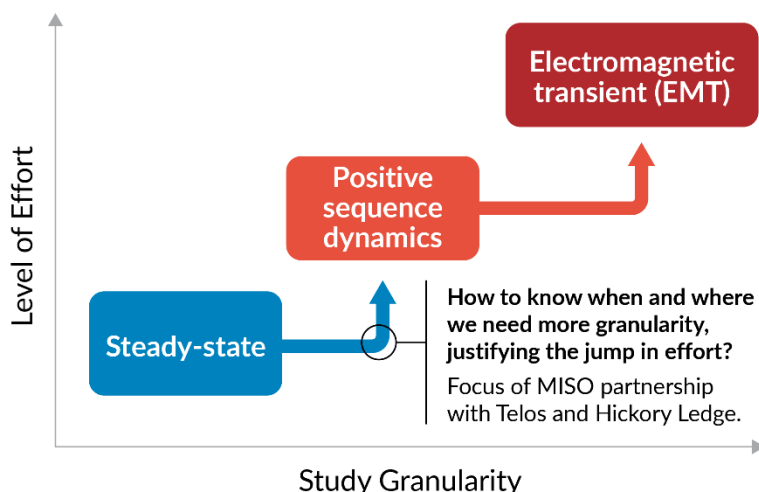 Electromagnetic
transient (EMT)
Positive
sequence
dynamics
Level of Effort
Steady-state
How to know when and where
we need more granularity,
justifying the jump in effort?
Focus of MISO partnership
with Telos and Hickory Ledge.
Study Granularity